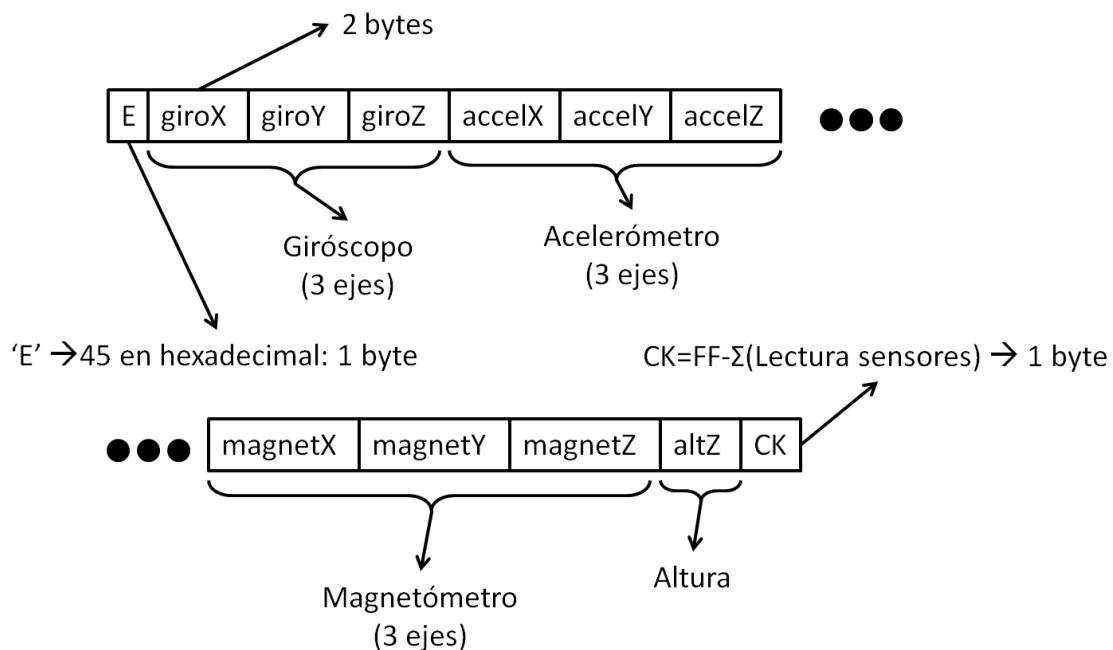 2 bytes
E giroX giroY giroZ accelX accelY accelZ
Giróscopo
(3 ejes)
Acelerómetro
(3 ejes)
‘E’ →45 en hexadecimal: 1 byte
CK=FF-Σ(Lectura sensores) → 1 byte
magnetX magnetY magnetZ altZ CK
Magnetómetro
(3 ejes)
Altura